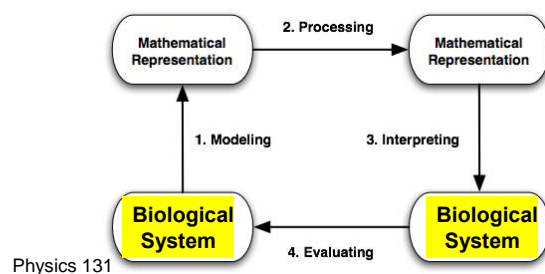 2. Processing
Mathematical
Representation
Mathematical
Representation
1. Modeling
3. Interpreting
Biological
System
Biological
System
4. Evaluating
Physics 131